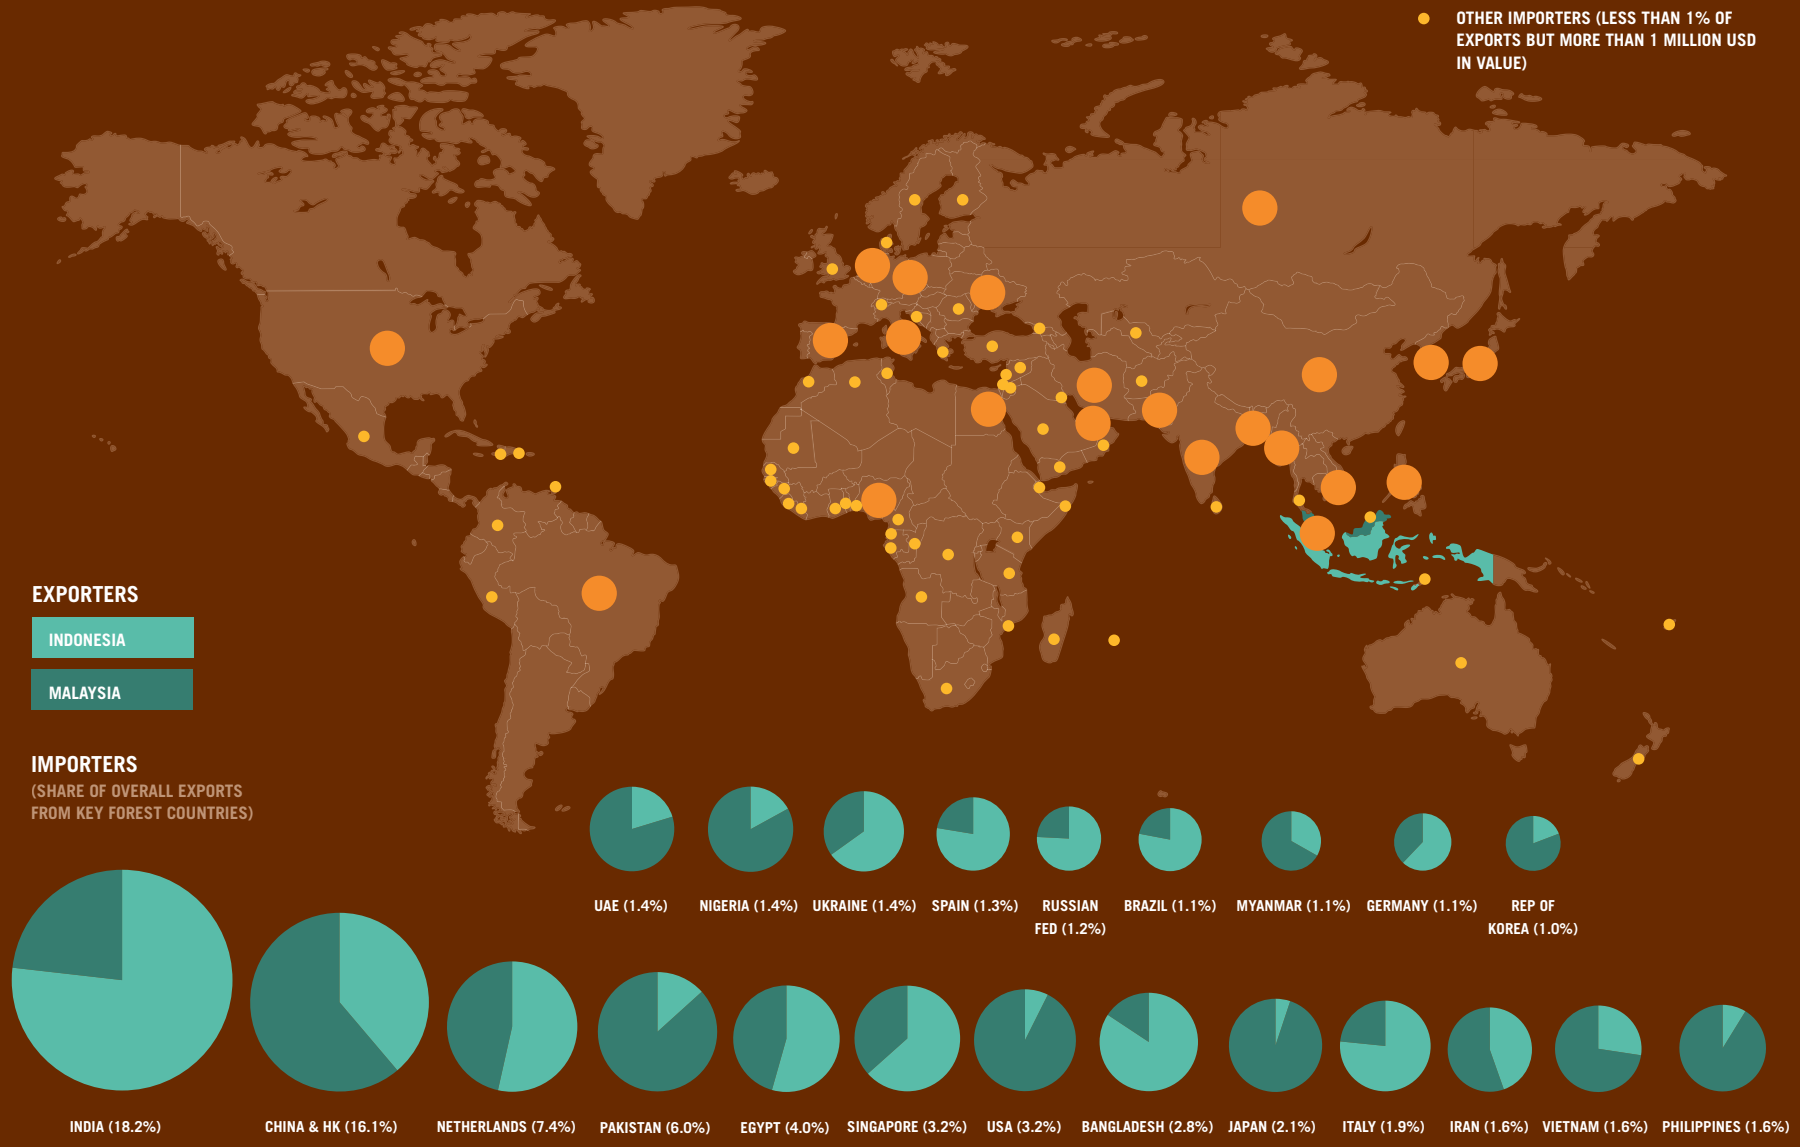 OTHER IMPORTERS (LESS THAN 1% OF
EXPORTS BUT MORE THAN 1 MILLION USD
IN VALUE)
EXPORTERS
INDONESIA
MALAYSIA
IMPORTERS
(SHARE OF OVERALL EXPORTS
FROM KEY FOREST COUNTRIES)
UAE (1.4%)
NIGERIA (1.4%)
UKRAINE (1.4%)
SPAIN (1.3%)
RUSSIAN
FED (1.2%)
BRAZIL (1.1%)
MYANMAR (1.1%)
GERMANY (1.1%)
REP OF
KOREA (1.0%)
INDIA (18.2%)
CHINA & HK (16.1%)
NETHERLANDS (7.4%)
PAKISTAN (6.0%)
EGYPT (4.0%)
SINGAPORE (3.2%)
USA (3.2%)
BANGLADESH (2.8%)
JAPAN (2.1%)
ITALY (1.9%)
IRAN (1.6%)
VIETNAM (1.6%)
PHILIPPINES (1.6%)